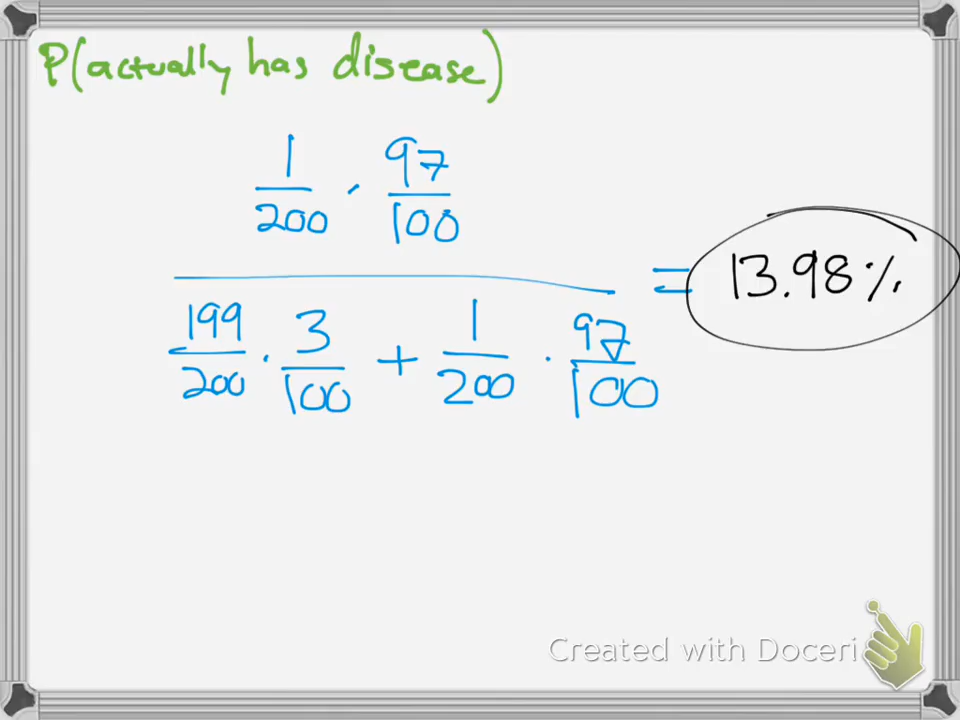 P(actually has disease)
1/200 · 97/100
= 13.98%
199/200 · 3/100 + 1/200 · 97/100
Created with Doceri